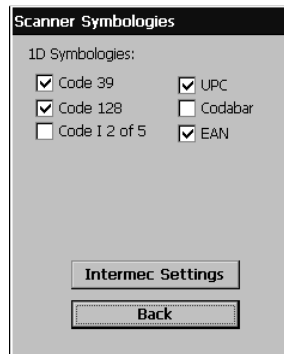 Scanner Symbologies
1D Symbologies:
Code 39
UPC
Code 128
Codabar
Code I 2 of 5
EAN
Intermec Settings
Back